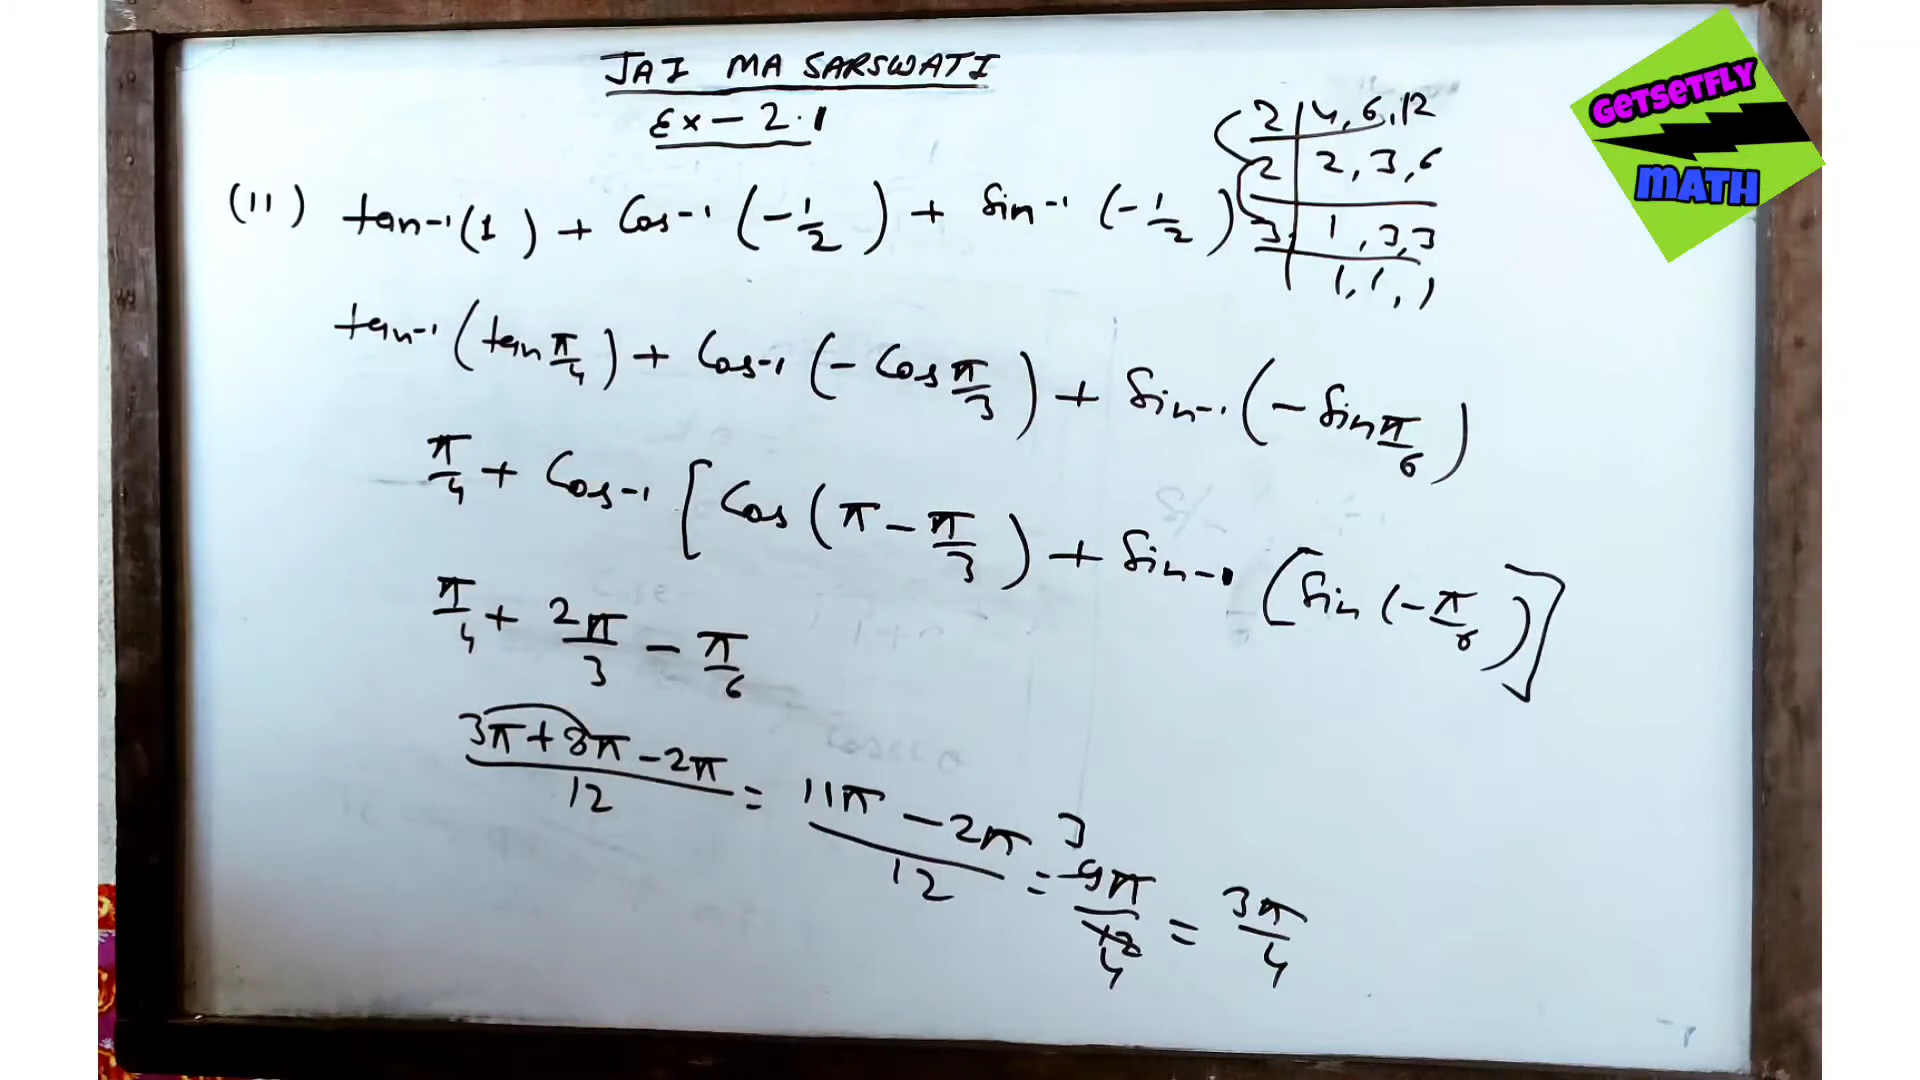 JAI MA SARSWATI
Ex - 2.1
(11) tan-1(1) + Cos-1 (-1/2) + Sin-1 (-1/2)
2 | 4, 6, 12
2 | 2, 3, 6
3 | 1, 3, 3
| 1, 1, 1
tan-1 (tan π/4) + Cos-1 (- Cos π/3) + Sin-1 (- Sin π/6)
π/4 + Cos-1 [Cos (π - π/3) + Sin-1 [Sin (-π/6)]
π/4 + 2π/3 - π/6
3π + 8π - 2π / 12 = 11π - 2π / 12 = 9π/12 3 4 = 3π/4
GETSETFLY
MATH